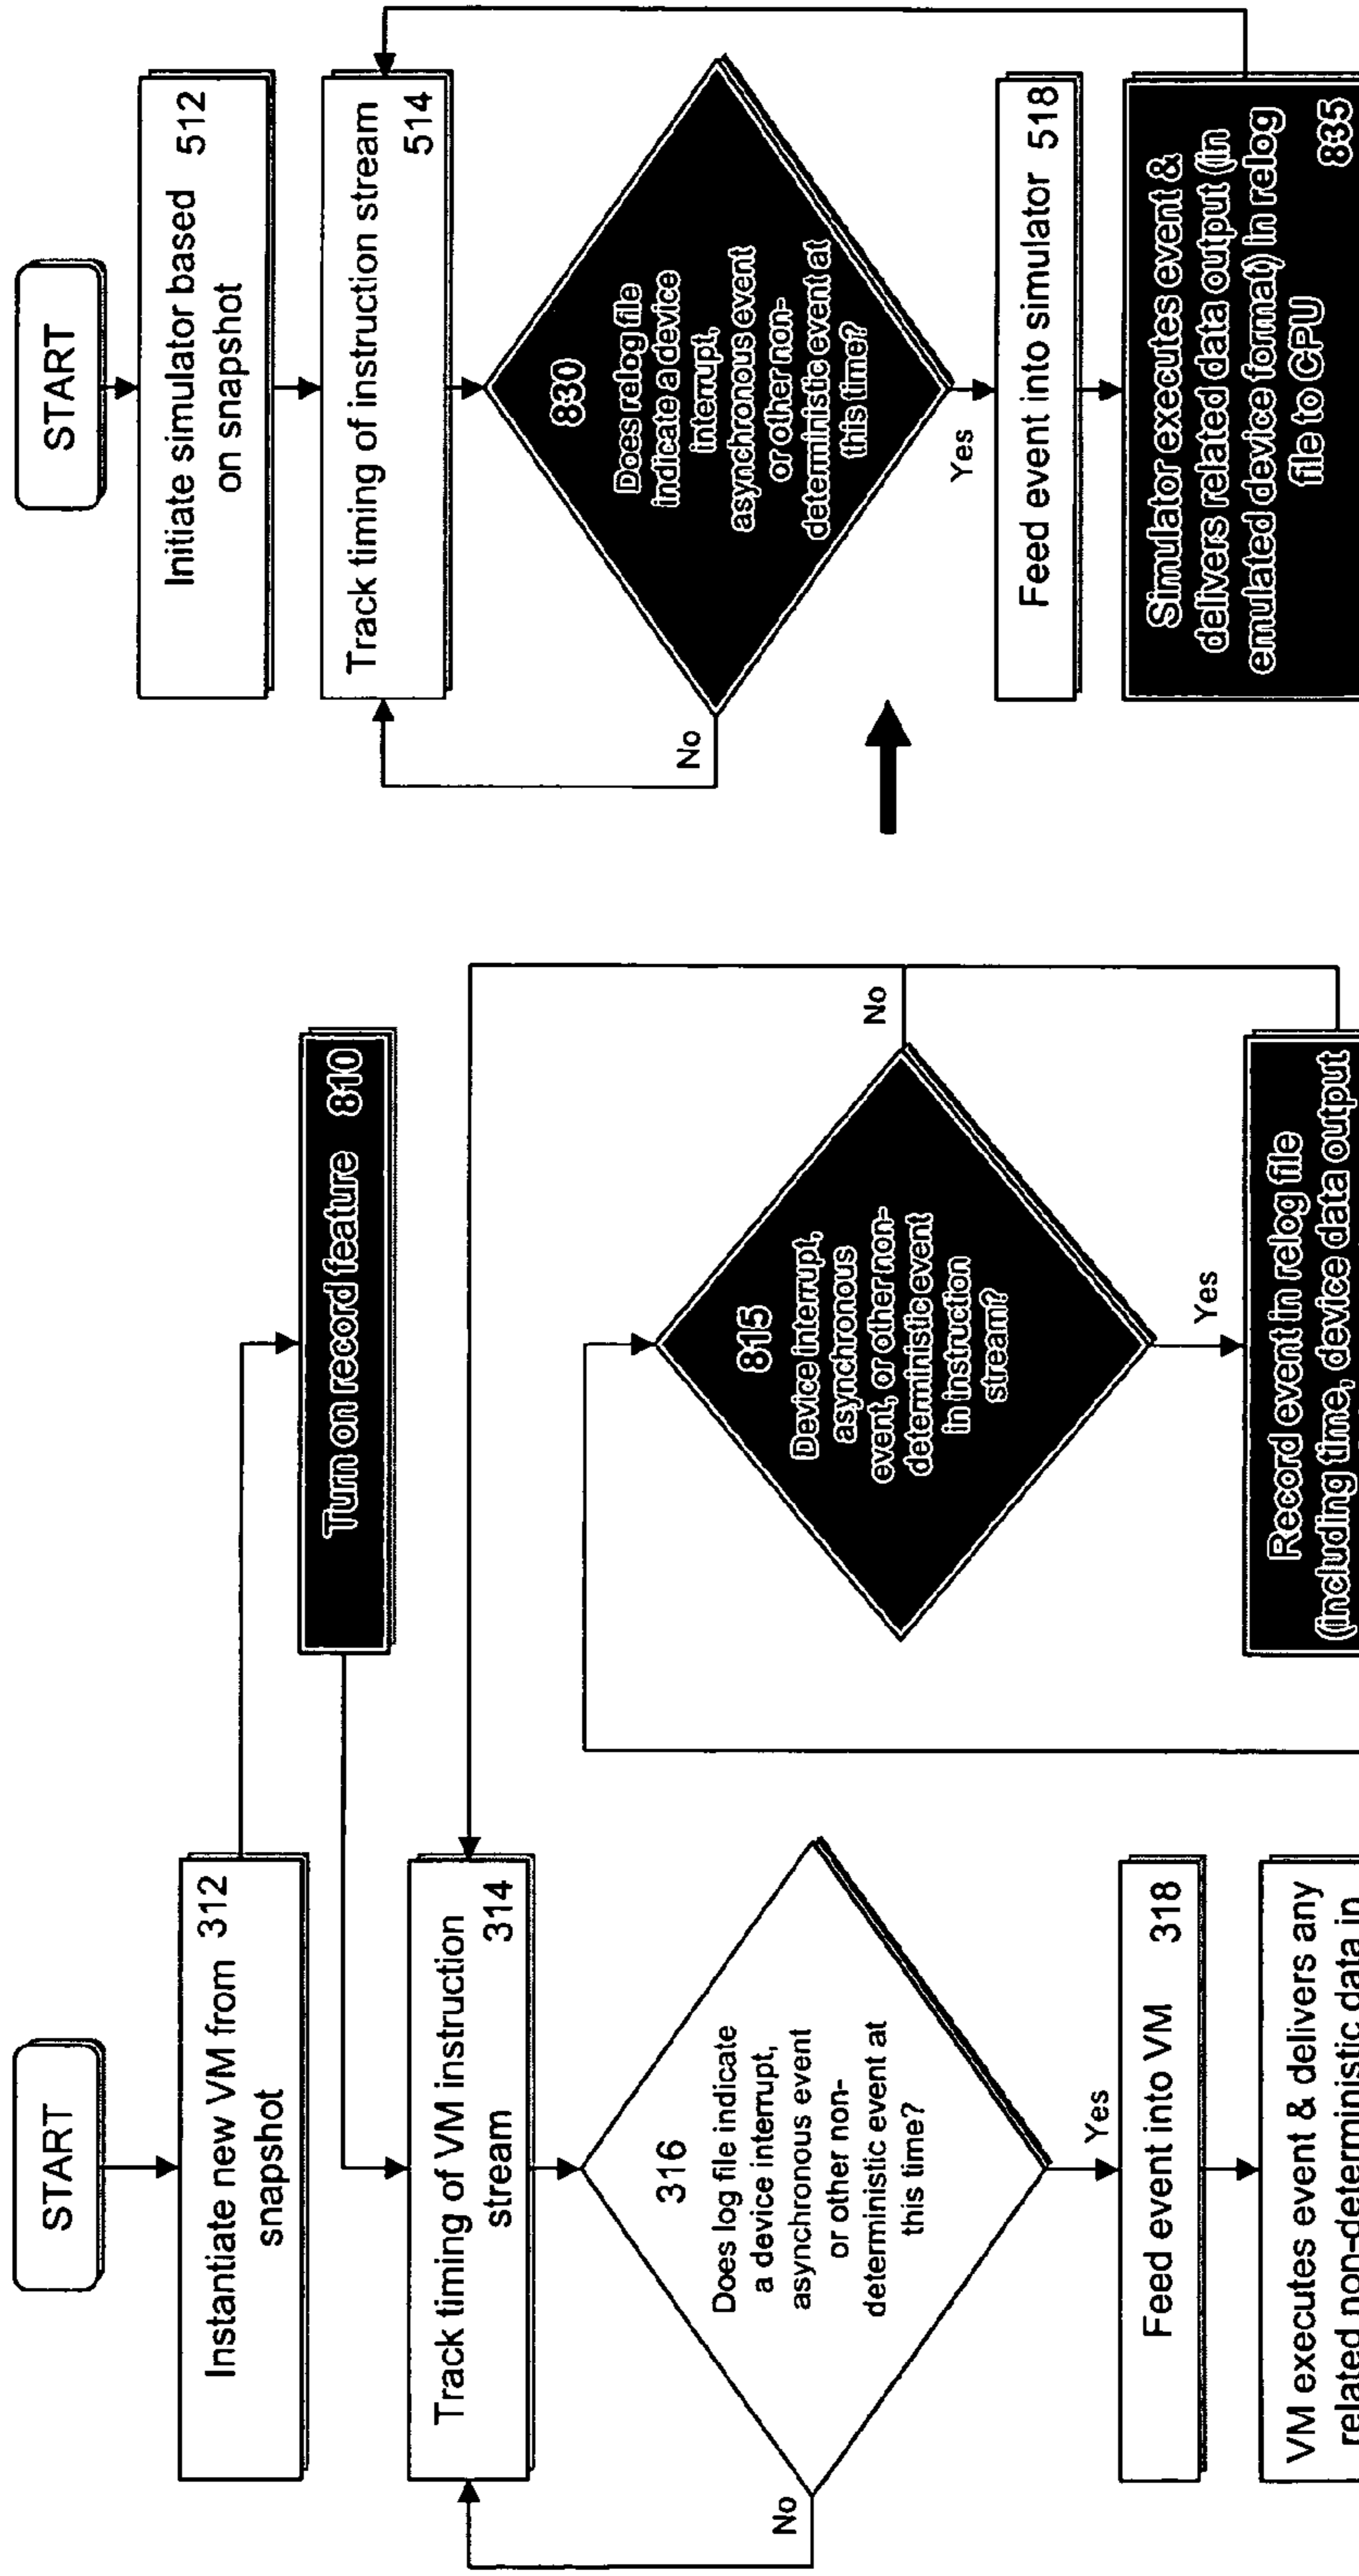 START
Instantiate new VM from 312
snapshot
Turn on record feature 810
Track timing of VM instruction
stream 314
316
Does log file indicate
a device interrupt,
asynchronous event
or other non-
deterministic event at
this time?
No
Yes
Feed event into VM 318
VM executes event & delivers any
related non-deterministic data in
815
Device interrupt,
asynchronous
event, or other non-
deterministic event
in instruction
stream?
No
Yes
Record event in relog file
(including time, device data output
START
Initiate simulator based 512
on snapshot
Track timing of instruction stream
514
830
Does relog file
indicate a device
interrupt,
asynchronous event
or other non-
deterministic event at
this time?
No
Yes
Feed event into simulator 518
Simulator executes event &
delivers related data output (in
emulated device format) in relog
file to CPU 835